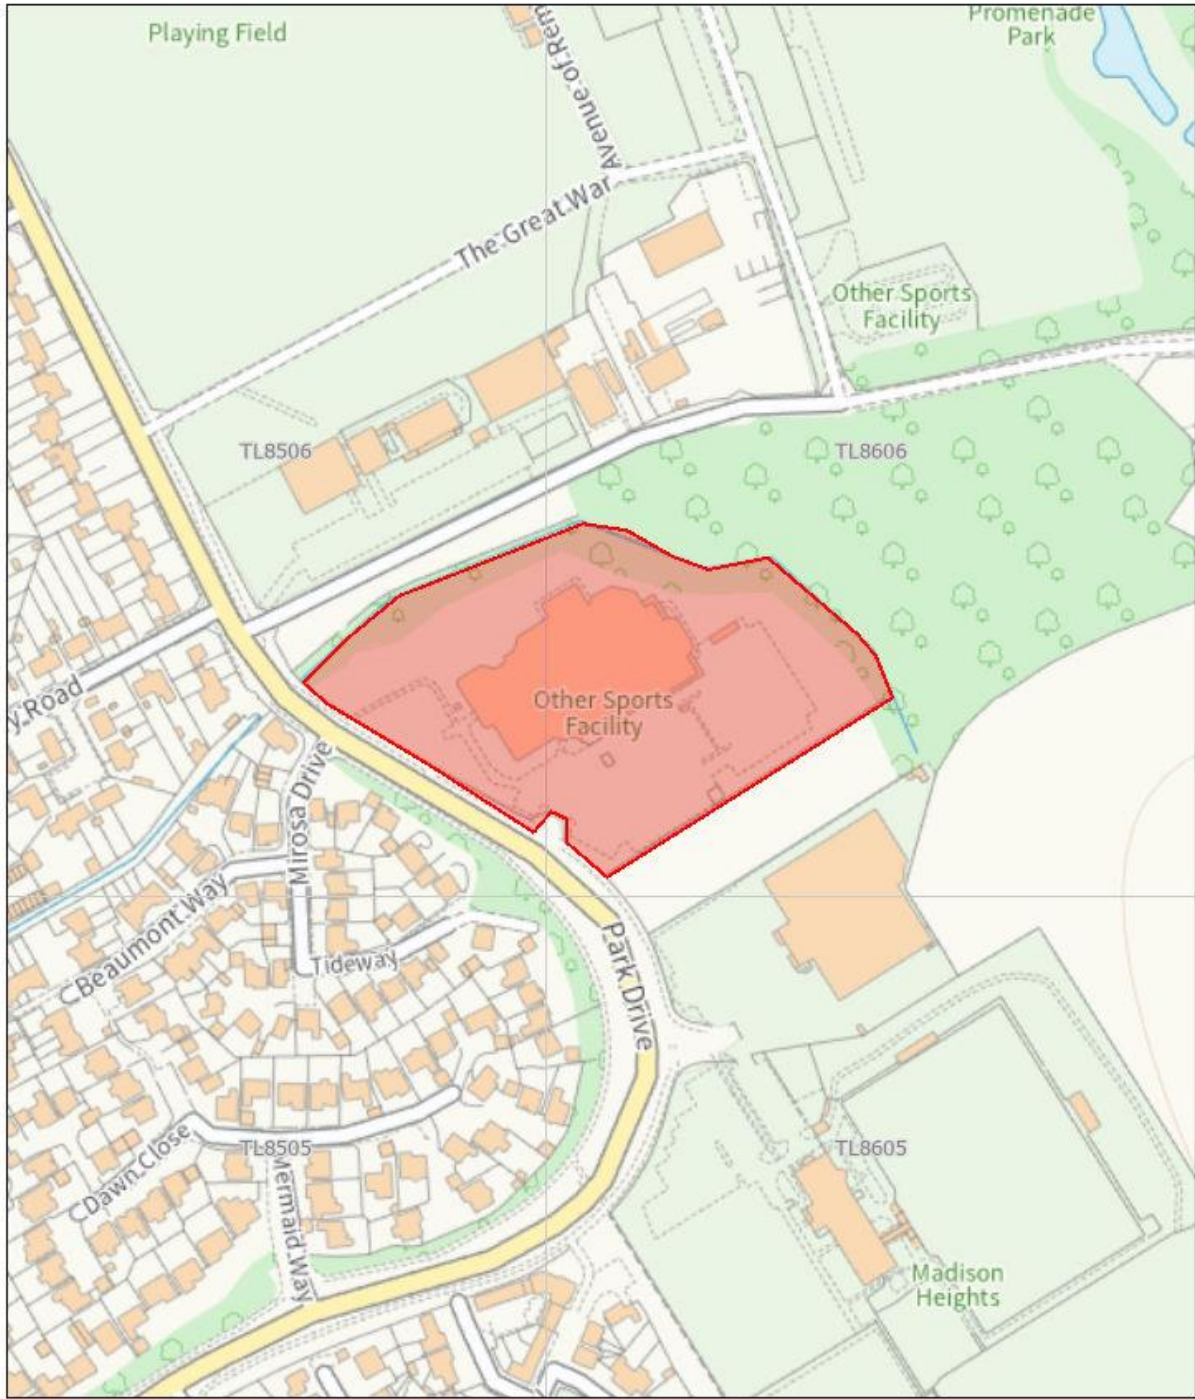 Playing Field
Promenade
Park
Avenue of Rem
The Great War
Other Sports
Facility
TL8506
TL8606
y Road
Other Sports
Facility
Mirosa Drive
Beaumont Way
Tideway
Park Drive
Dawn Close
TL8505
TL8605
Mermaid Way
Madison
Heights